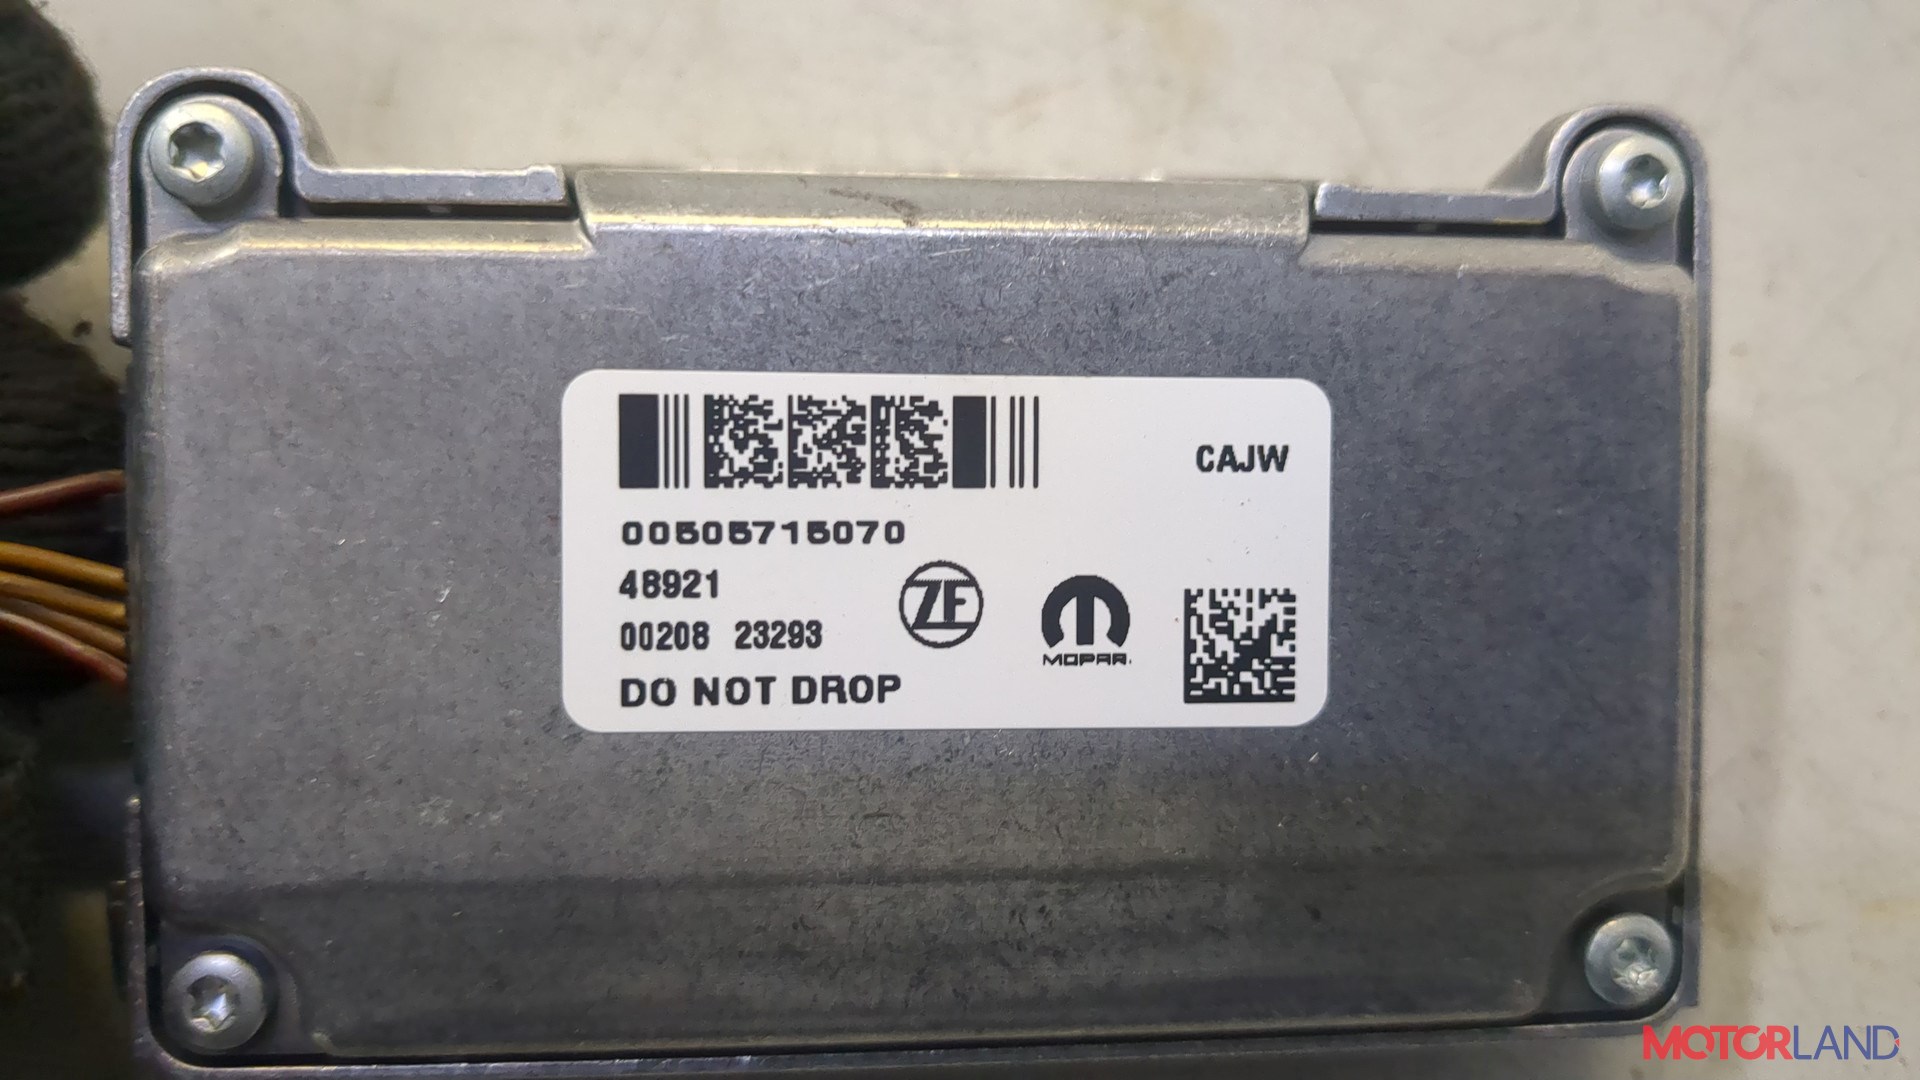 CAJW
00505715070
48921
00208 23293
ZF
MOPAR.
DO NOT DROP
MOTORLAND